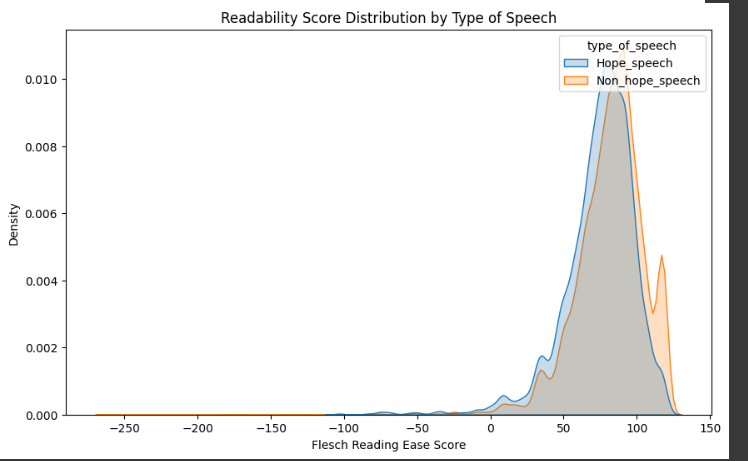 Readability Score Distribution by Type of Speech
type_of_speech
Hope_speech
Non_hope_speech
0.010
0.008
0.006
0.004
0.002
0.000
Density
−250 −200 −150 −100 −50 0 50 100 150
Flesch Reading Ease Score